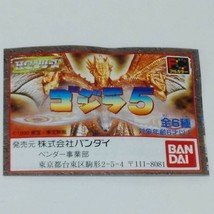 ゴジラ5
全6種
発売元 株式会社バンダイ
ベンダー事業部
東京都台東区駒形2-5-4 〒111-8081
BAN
DAI